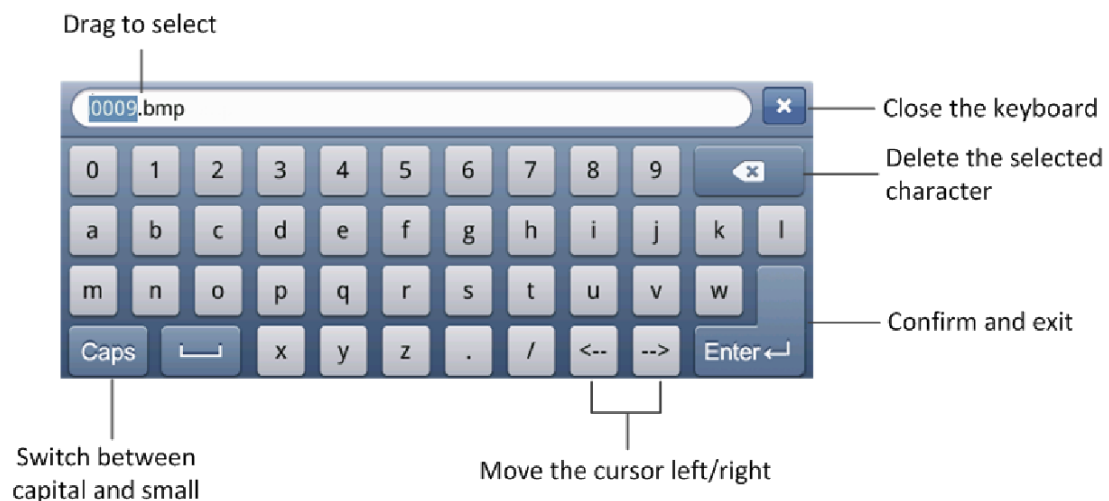 Drag to select
0009.bmp
×
Close the keyboard
0 1 2 3 4 5 6 7 8 9
Delete the selected
character
a b c d e f g h i j k l
m n o p q r s t u v w
Confirm and exit
Caps x y z . / <-- --> Enter
Switch between
capital and small
Move the cursor left/right